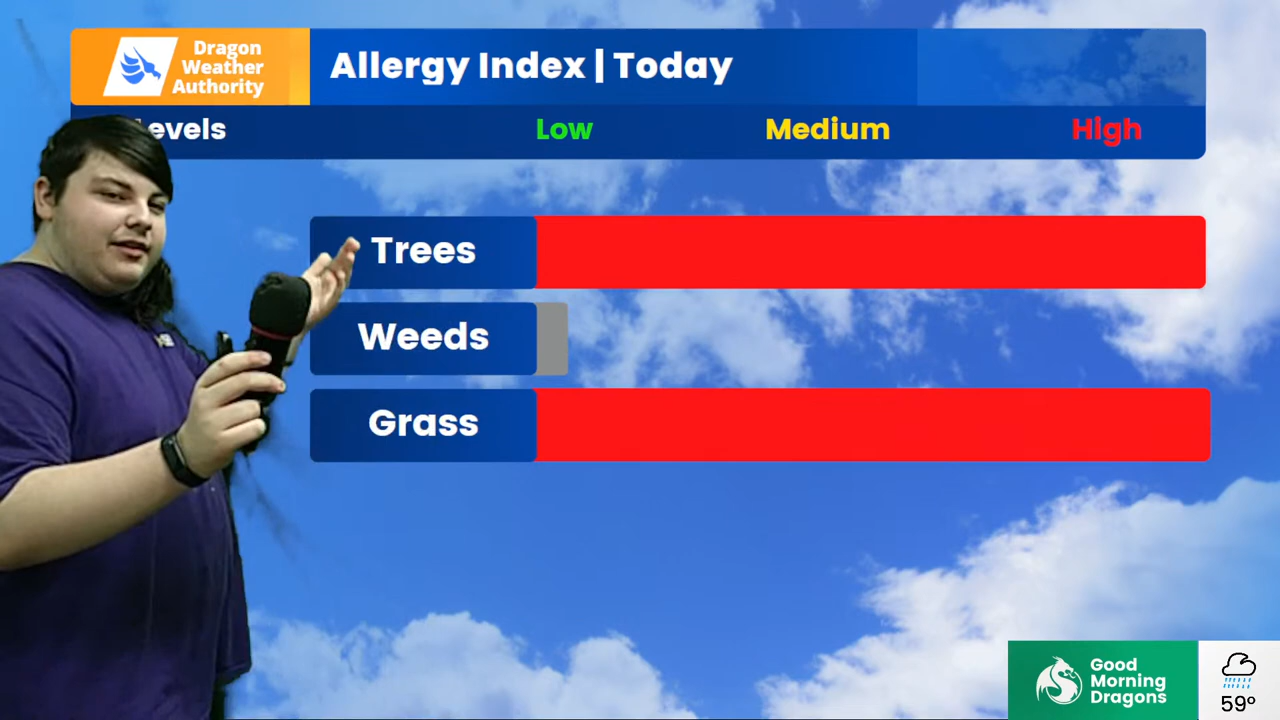 Dragon
Weather
Authority
Allergy Index | Today
Levels
Low
Medium
High
Trees
Weeds
Grass
Good
Morning
Dragons
59°